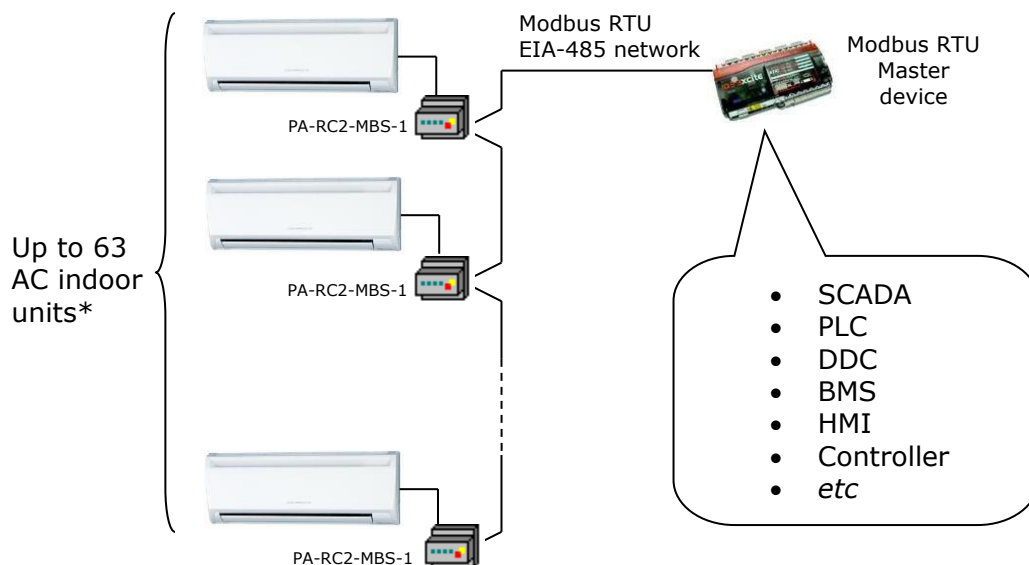 Modbus RTU
EIA-485 network
Modbus RTU
Master
device
PA-RC2-MBS-1
Up to 63
AC indoor
units*
PA-RC2-MBS-1
• SCADA
• PLC
• DDC
• BMS
• HMI
• Controller
• etc
PA-RC2-MBS-1